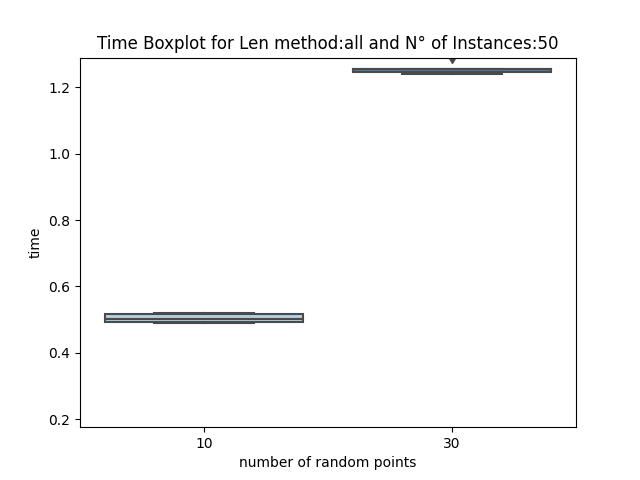 Time Boxplot for Len method:all and N° of Instances:50
1.2
1.0
0.8
0.6
0.4
0.2
time
10
30
number of random points